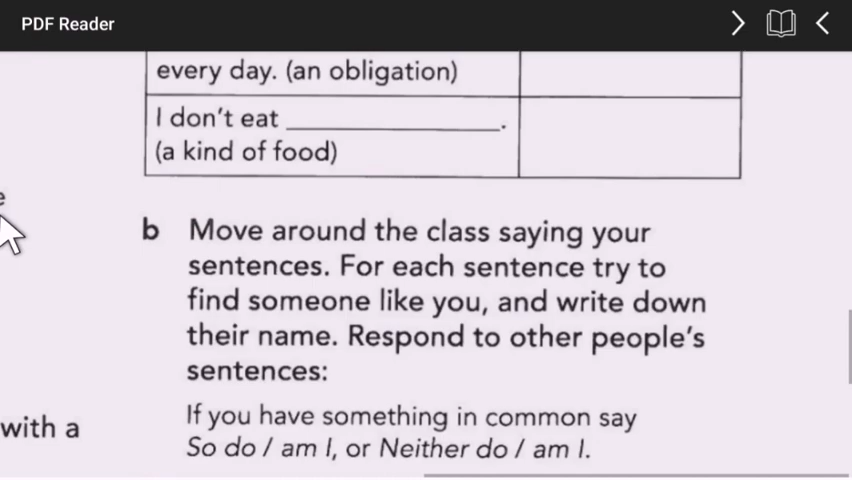 PDF Reader
every day. (an obligation)
I don't eat ________________.
(a kind of food)
b Move around the class saying your
sentences. For each sentence try to
find someone like you, and write down
their name. Respond to other people's
sentences:
with a
If you have something in common say
So do / am I, or Neither do / am I.